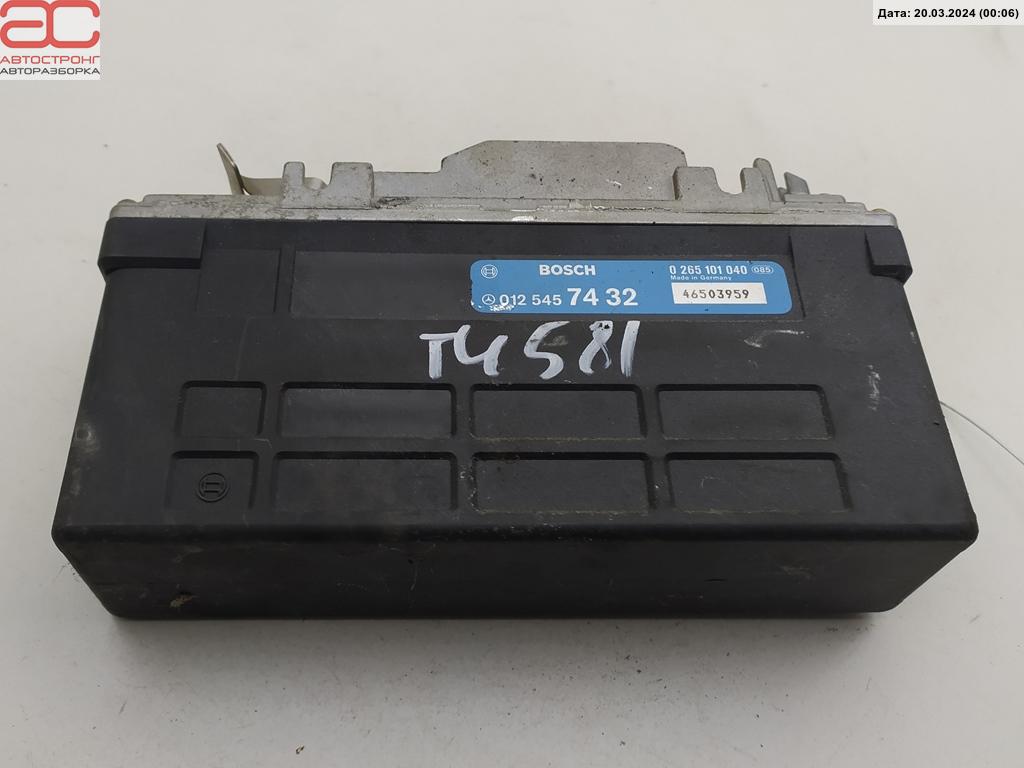 АС
АВТОСТРОНГ
АВТОРАЗБОРКА
Дата: 20.03.2024 (00:06)
BOSCH
0 265 101 040 085
Made in Germany
012 545 74 32
46503959
T4581